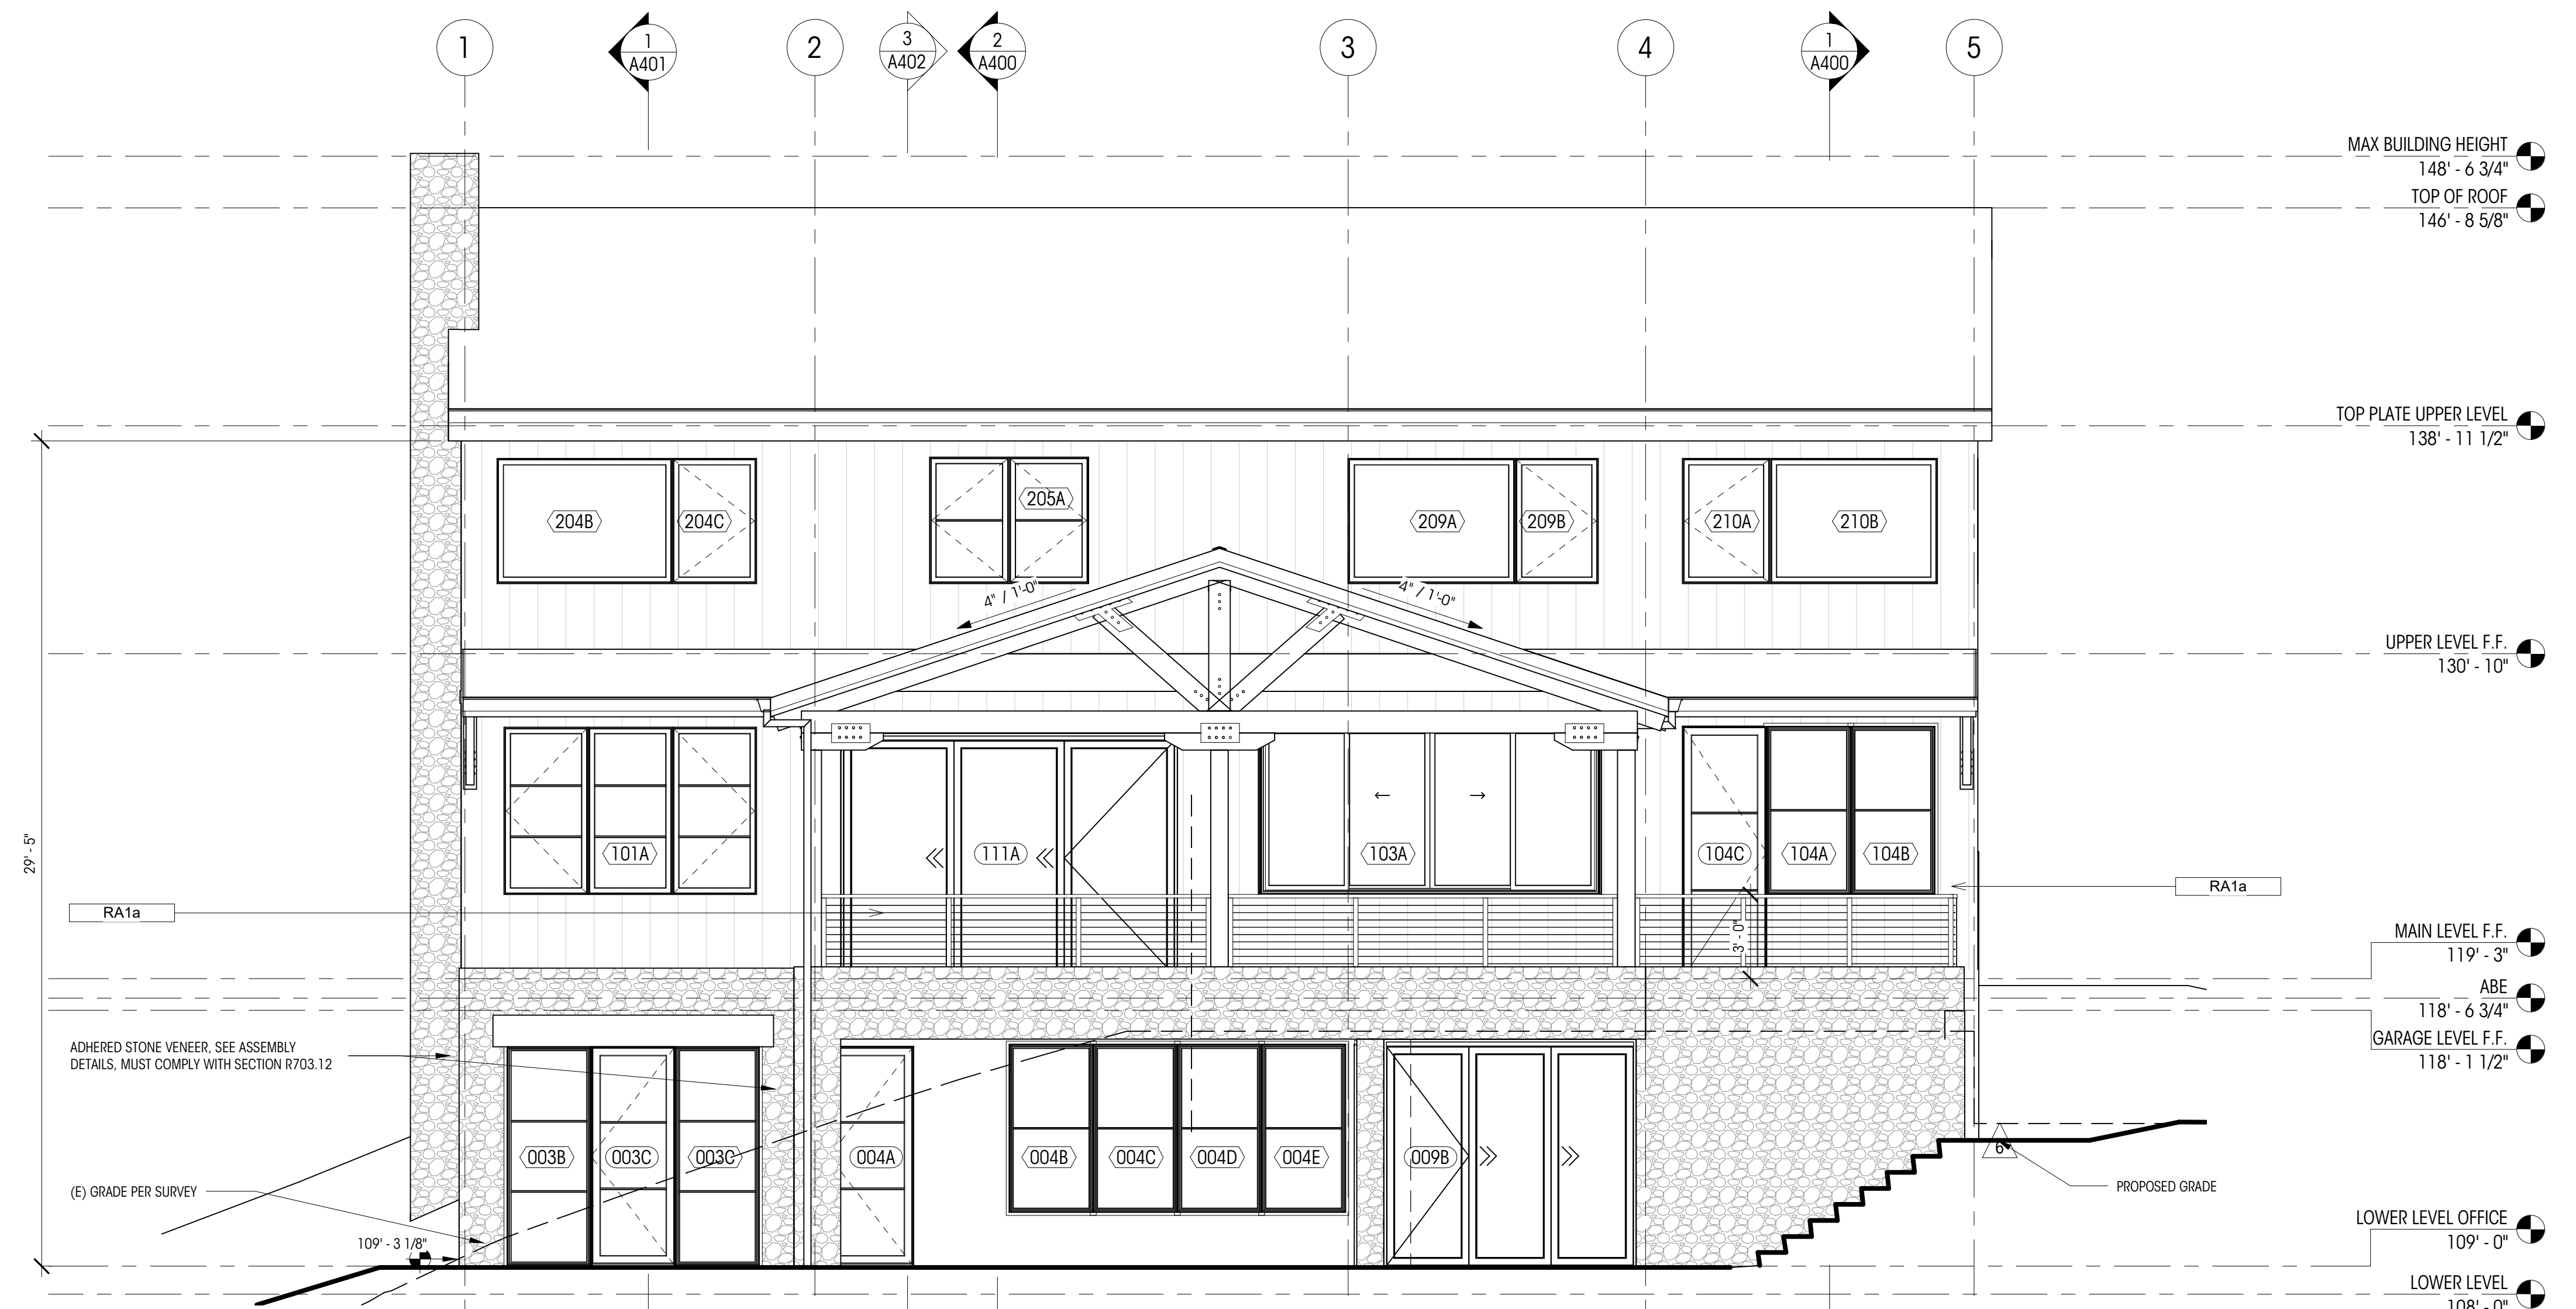 1
1
A401
2
3
A402
2
A400
3
4
1
A400
5
MAX BUILDING HEIGHT
148' - 6 3/4"
TOP OF ROOF
146' - 8 5/8"
TOP PLATE UPPER LEVEL
138' - 11 1/2"
204B
204C
205A
209A
209B
210A
210B
4" / 1'-0"
4" / 1'-0"
UPPER LEVEL F.F.
130' - 10"
29' - 5"
101A
111A
103A
104C
104A
104B
RA1a
RA1a
3' - 0"
MAIN LEVEL F.F.
119' - 3"
ABE
118' - 6 3/4"
GARAGE LEVEL F.F.
118' - 1 1/2"
ADHERED STONE VENEER, SEE ASSEMBLY
DETAILS, MUST COMPLY WITH SECTION R703.12
003B
003C
003C
004A
004B
004C
004D
004E
009B
6
(E) GRADE PER SURVEY
PROPOSED GRADE
109' - 3 1/8"
LOWER LEVEL OFFICE
109' - 0"
LOWER LEVEL
108' - 0"